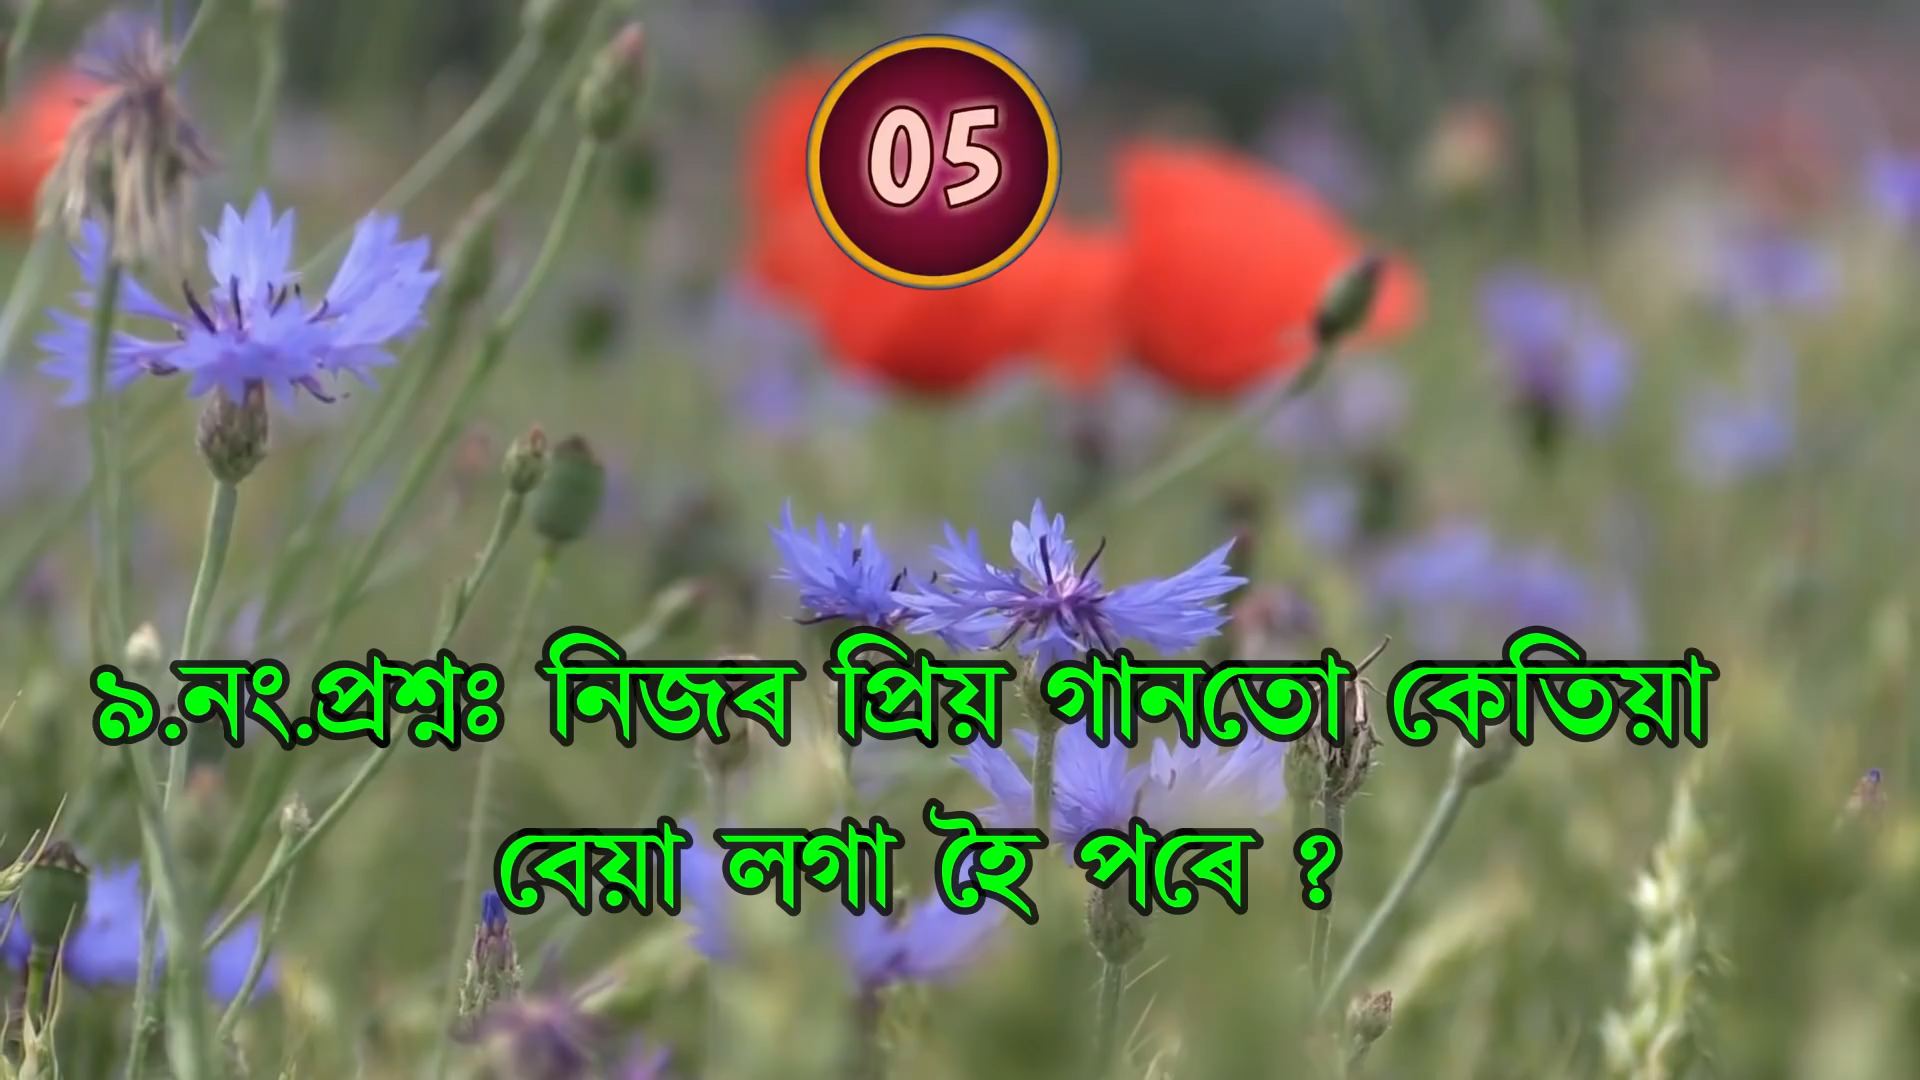 05
৯.নং.প্ৰশ্নঃ নিজৰ প্ৰিয় গানতো কেতিয়া
বেয়া লগা হৈ পৰে ?